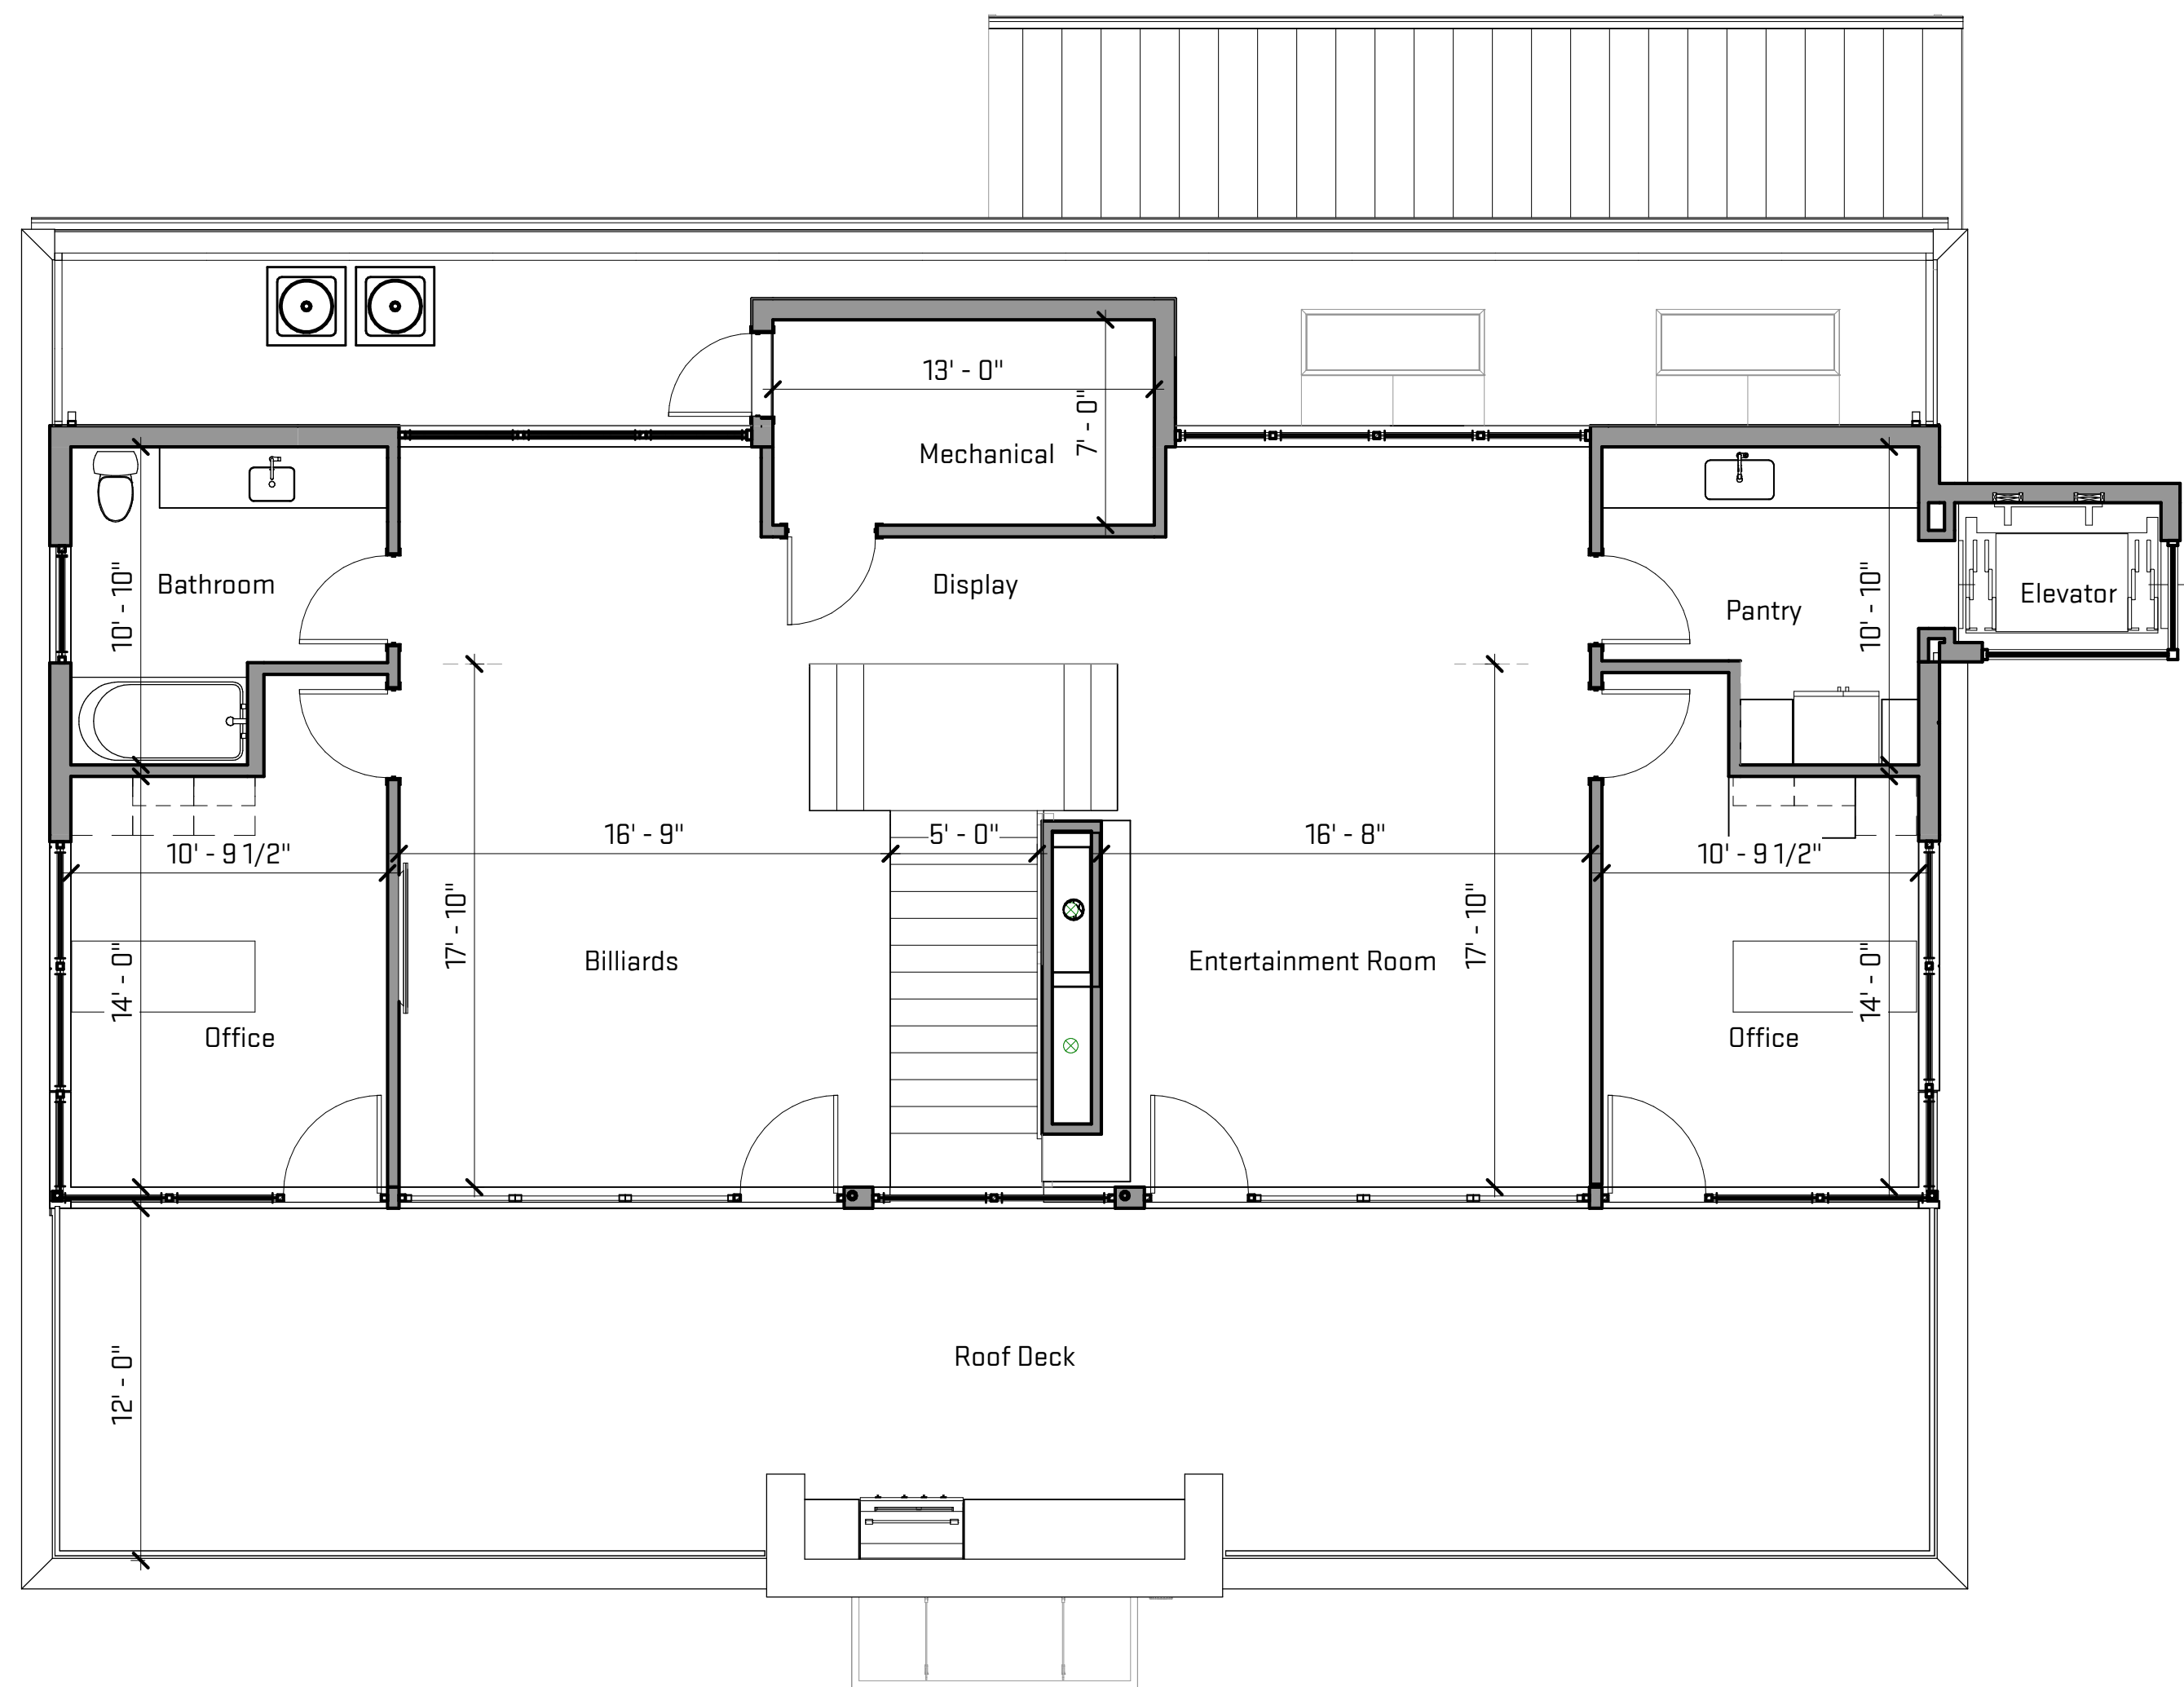 13' - 0"
7' - 0"
Mechanical
Bathroom
10' - 10"
Display
Pantry
10' - 10"
Elevator
16' - 9"
5' - 0"
16' - 8"
10' - 9 1/2"
10' - 9 1/2"
17' - 10"
17' - 10"
Billiards
Entertainment Room
14' - 0"
14' - 0"
Office
Office
Roof Deck
12' - 0"